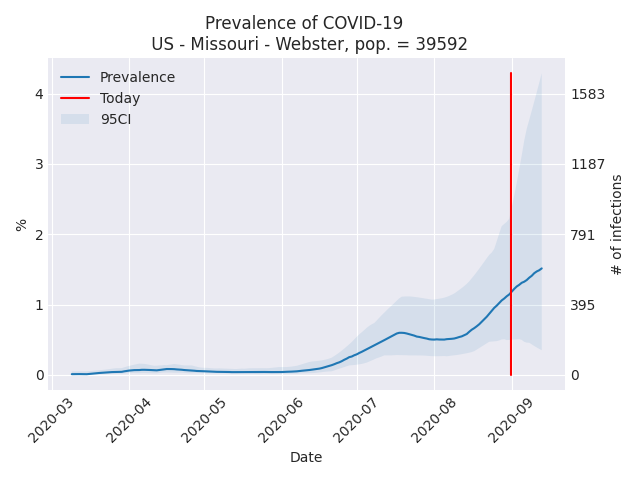 Prevalence of COVID-19
US - Missouri - Webster, pop. = 39592
Prevalence
Today
95CI
4
3
2
1
0
%
1583
1187
791
395
0
# of infections
2020-03
2020-04
2020-05
2020-06
2020-07
2020-08
2020-09
Date